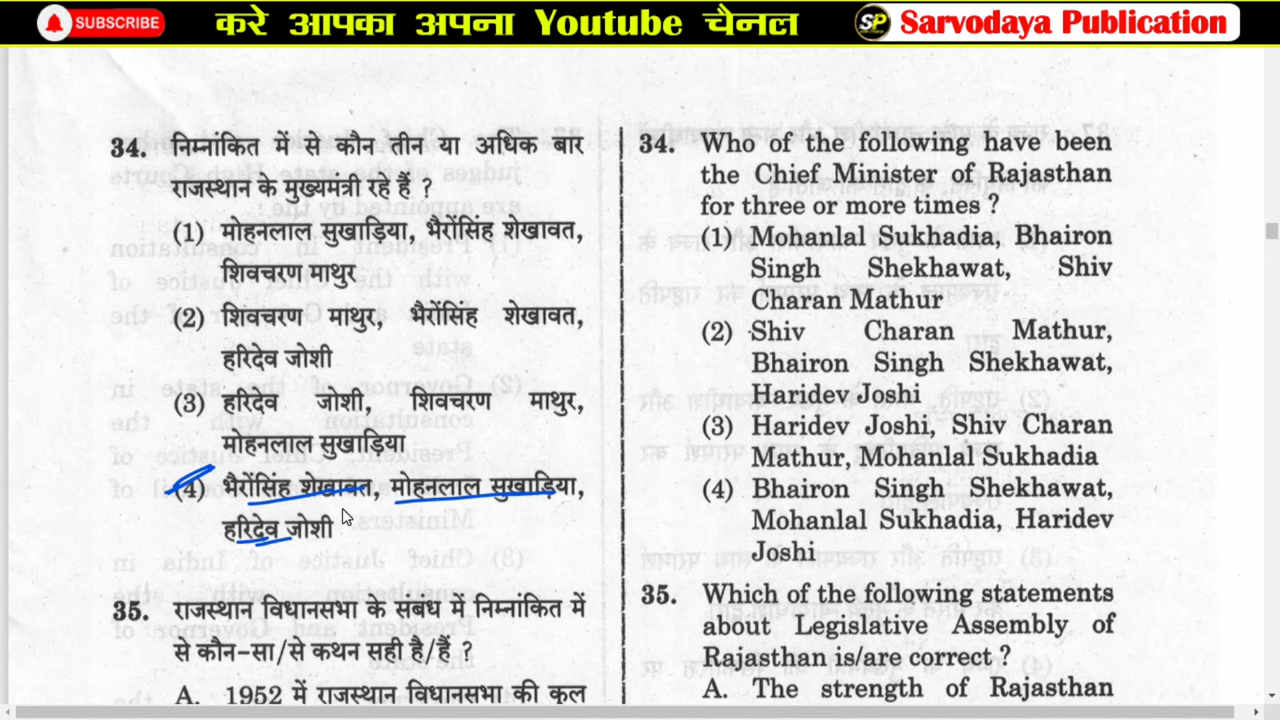 SUBSCRIBE
करे आपका अपना Youtube चैनल
SP
Sarvodaya Publication
34. निम्नांकित में से कौन तीन या अधिक बार
राजस्थान के मुख्यमंत्री रहे हैं ?
(1) मोहनलाल सुखाड़िया, भैरोंसिंह शेखावत,
शिवचरण माथुर
(2) शिवचरण माथुर, भैरोंसिंह शेखावत,
हरिदेव जोशी
(3) हरिदेव जोशी, शिवचरण माथुर,
मोहनलाल सुखाड़िया
(4) भैरोंसिंह शेखावत, मोहनलाल सुखाड़िया,
हरिदेव जोशी
35. राजस्थान विधानसभा के संबंध में निम्नांकित में
से कौन-सा/से कथन सही है/हैं ?
A. 1952 में राजस्थान विधानसभा की कुल
34. Who of the following have been
the Chief Minister of Rajasthan
for three or more times ?
(1) Mohanlal Sukhadia, Bhairon
Singh Shekhawat, Shiv
Charan Mathur
(2) Shiv Charan Mathur,
Bhairon Singh Shekhawat,
Haridev Joshi
(3) Haridev Joshi, Shiv Charan
Mathur, Mohanlal Sukhadia
(4) Bhairon Singh Shekhawat,
Mohanlal Sukhadia, Haridev
Joshi
35. Which of the following statements
about Legislative Assembly of
Rajasthan is/are correct ?
A. The strength of Rajasthan